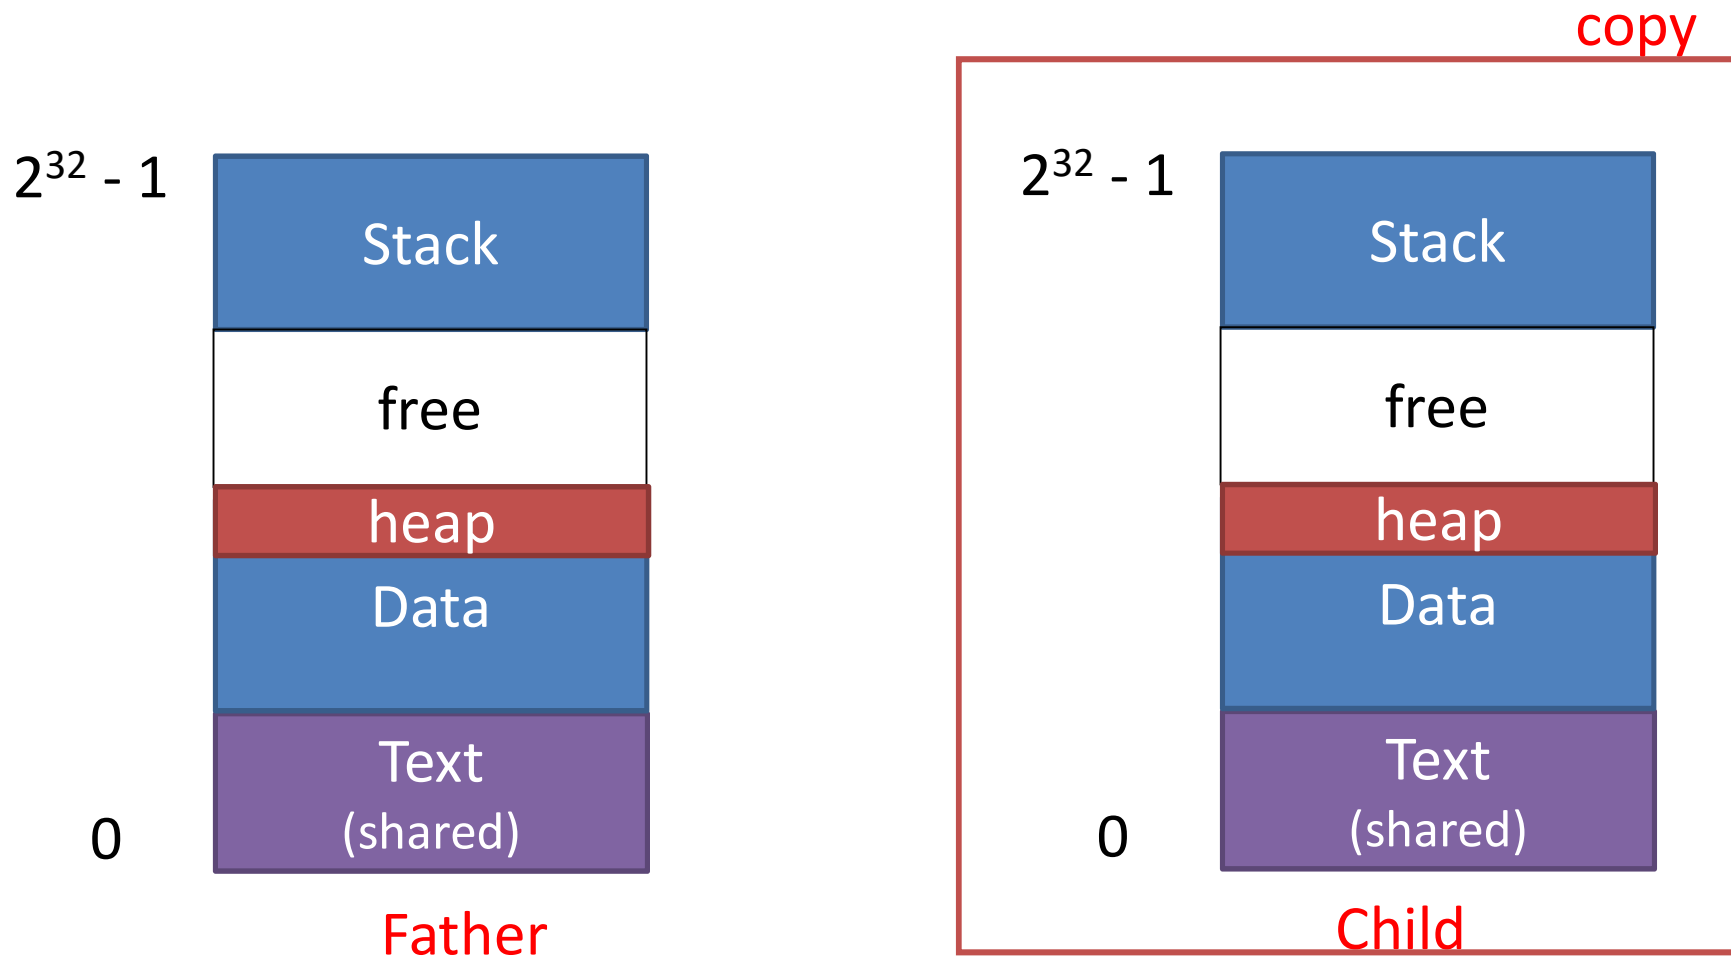 copy
2³² - 1
Stack
free
heap
Data
Text
(shared)
0
Father
2³² - 1
Stack
free
heap
Data
Text
(shared)
0
Child